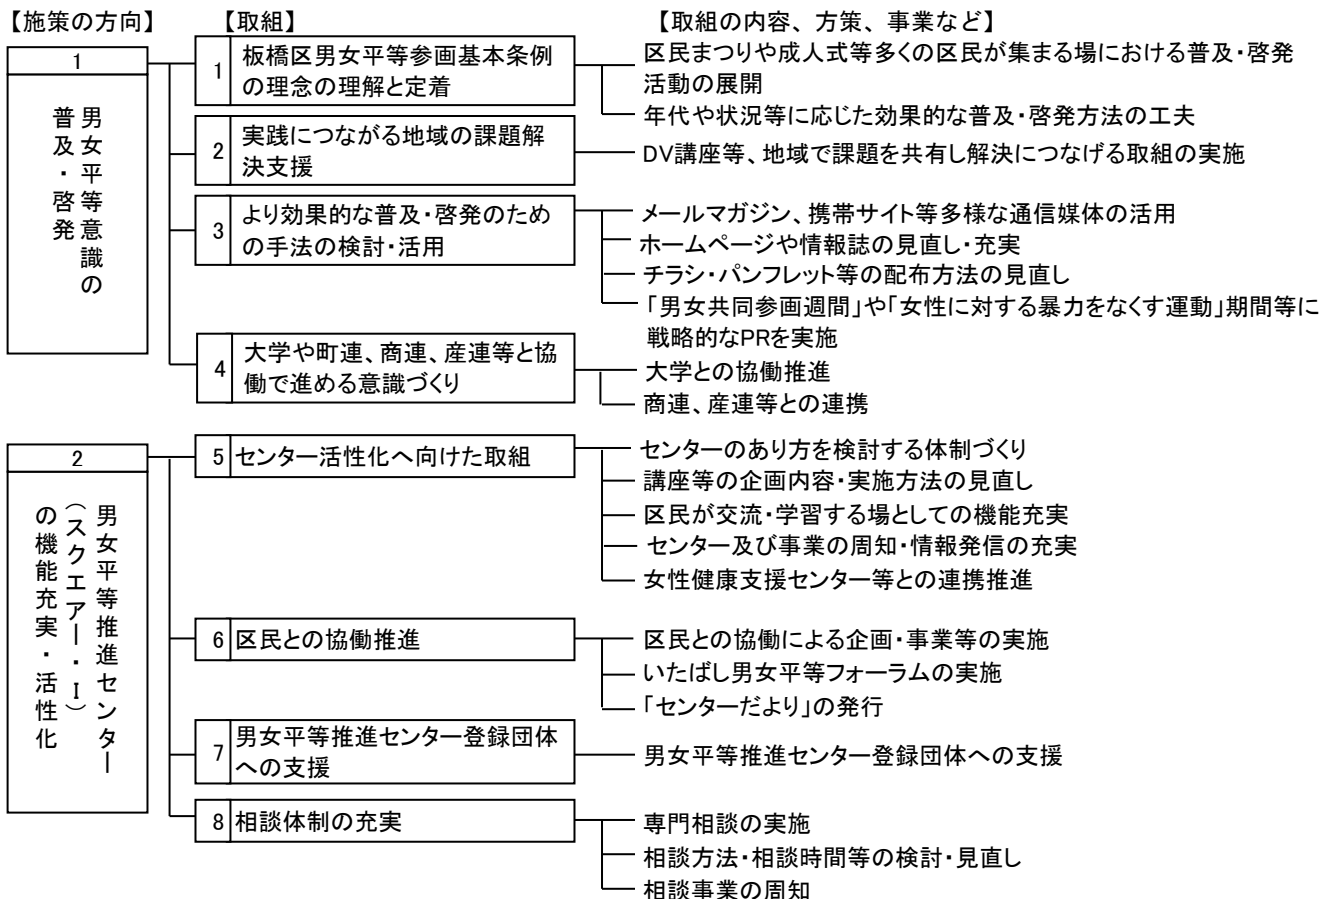 【施策の方向】 【取組】 【取組の内容、方策、事業など】
1
男女平等意識の
普及・啓発
1 板橋区男女平等参画基本条例
の理念の理解と定着
区民まつりや成人式等多くの区民が集まる場における普及・啓発
活動の展開
年代や状況等に応じた効果的な普及・啓発方法の工夫
2 実践につながる地域の課題解
決支援
DV講座等、地域で課題を共有し解決につなげる取組の実施
3 より効果的な普及・啓発のため
の手法の検討・活用
メールマガジン、携帯サイト等多様な通信媒体の活用
ホームページや情報誌の見直し・充実
チラシ・パンフレット等の配布方法の見直し
「男女共同参画週間」や「女性に対する暴力をなくす運動」期間等に
戦略的なPRを実施
4 大学や町連、商連、産連等と協
働で進める意識づくり
大学との協働推進
商連、産連等との連携
2
男女平等推進センター
（スクエアー・I）
の機能充実・活性化
5 センター活性化へ向けた取組
センターのあり方を検討する体制づくり
講座等の企画内容・実施方法の見直し
区民が交流・学習する場としての機能充実
センター及び事業の周知・情報発信の充実
女性健康支援センター等との連携推進
6 区民との協働推進
区民との協働による企画・事業等の実施
いたばし男女平等フォーラムの実施
「センターだより」の発行
7 男女平等推進センター登録団体
への支援
男女平等推進センター登録団体への支援
8 相談体制の充実
専門相談の実施
相談方法・相談時間等の検討・見直し
相談事業の周知